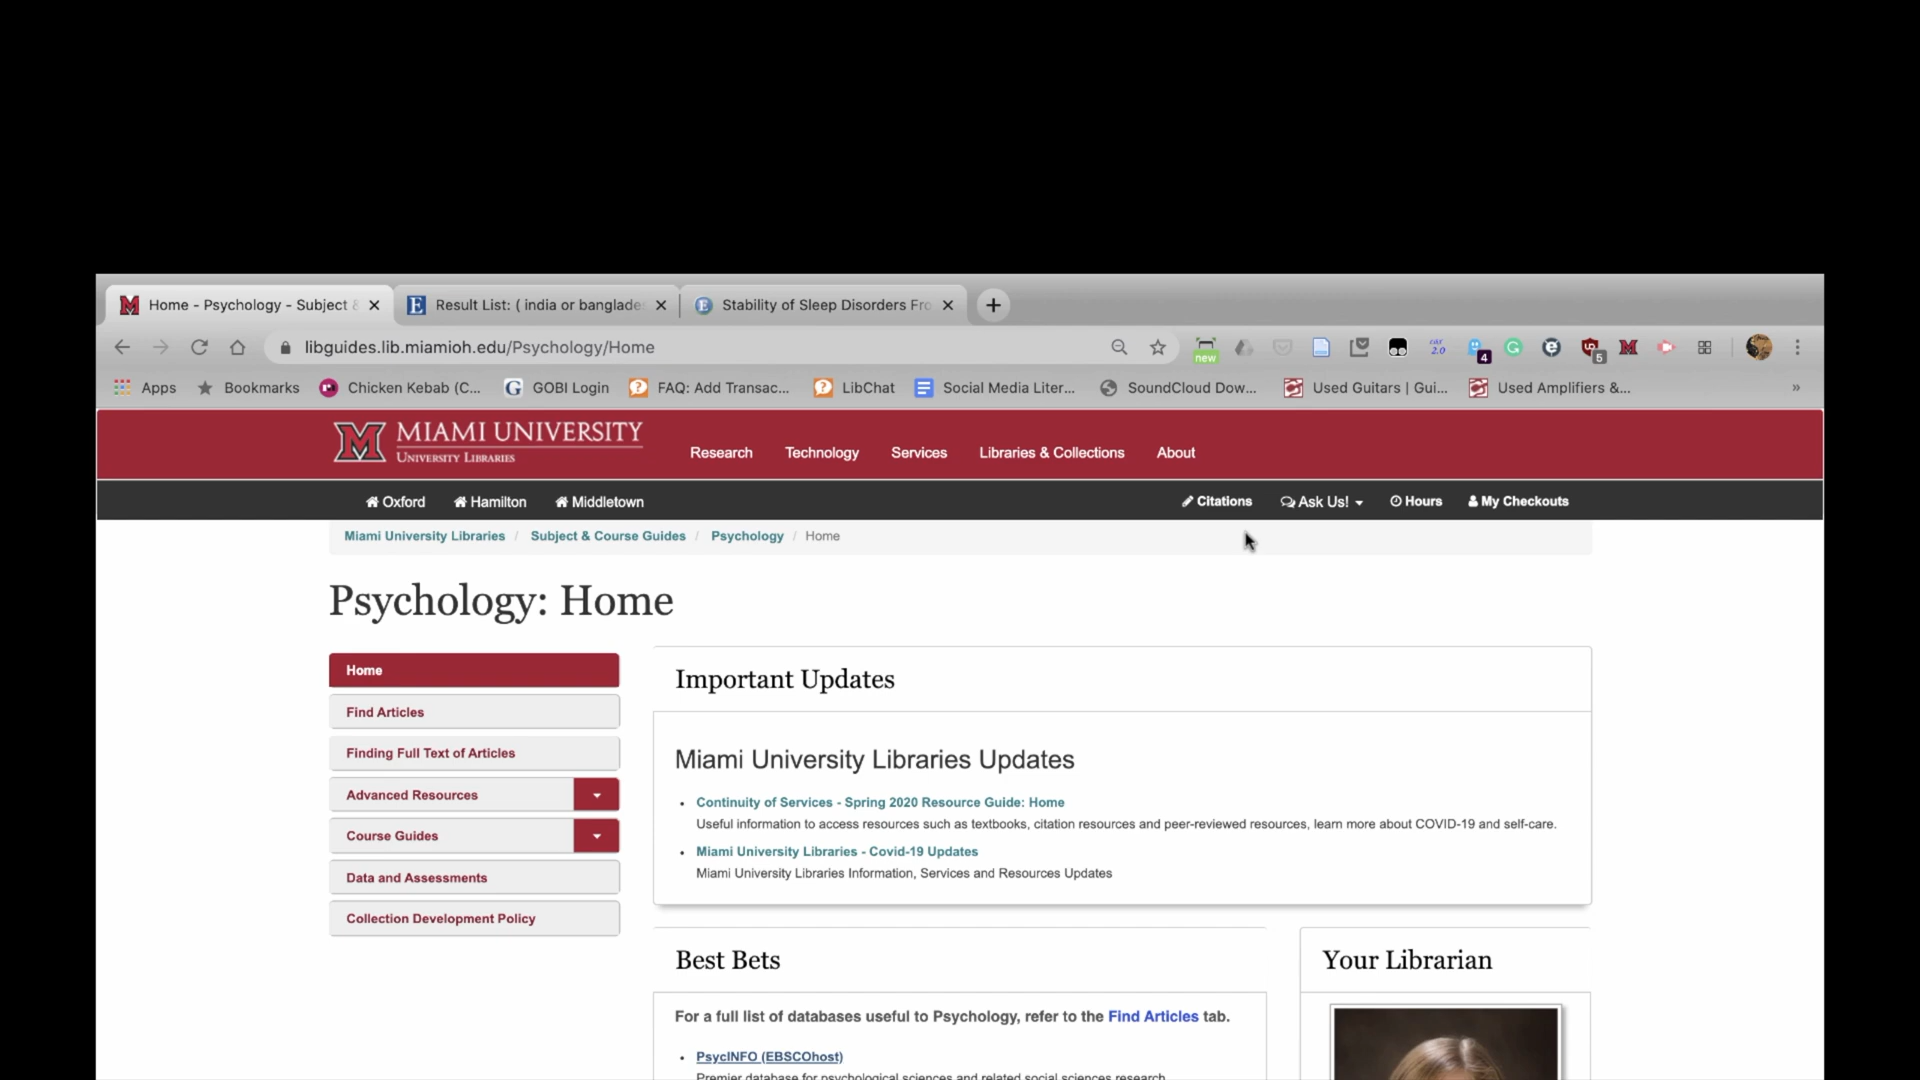 Home - Psychology - Subject &
Result List: ( india or banglade
Stability of Sleep Disorders Fro
libguides.lib.miamioh.edu/Psychology/Home
new
2.0
4
5
Apps
Bookmarks
Chicken Kebab (C...
GOBI Login
FAQ: Add Transac...
LibChat
Social Media Liter...
SoundCloud Dow...
Used Guitars | Gui...
Used Amplifiers &...
»
MIAMI UNIVERSITY
UNIVERSITY LIBRARIES
Research
Technology
Services
Libraries & Collections
About
Oxford
Hamilton
Middletown
Citations
Ask Us!
Hours
My Checkouts
Miami University Libraries / Subject & Course Guides / Psychology / Home
Psychology: Home
Home
Find Articles
Finding Full Text of Articles
Advanced Resources
Course Guides
Data and Assessments
Collection Development Policy
Important Updates
Miami University Libraries Updates
• Continuity of Services - Spring 2020 Resource Guide: Home
Useful information to access resources such as textbooks, citation resources and peer-reviewed resources, learn more about COVID-19 and self-care.
• Miami University Libraries - Covid-19 Updates
Miami University Libraries Information, Services and Resources Updates
Best Bets
For a full list of databases useful to Psychology, refer to the Find Articles tab.
• PsycINFO (EBSCOhost)
Premier database for psychological sciences and related social sciences research
Your Librarian